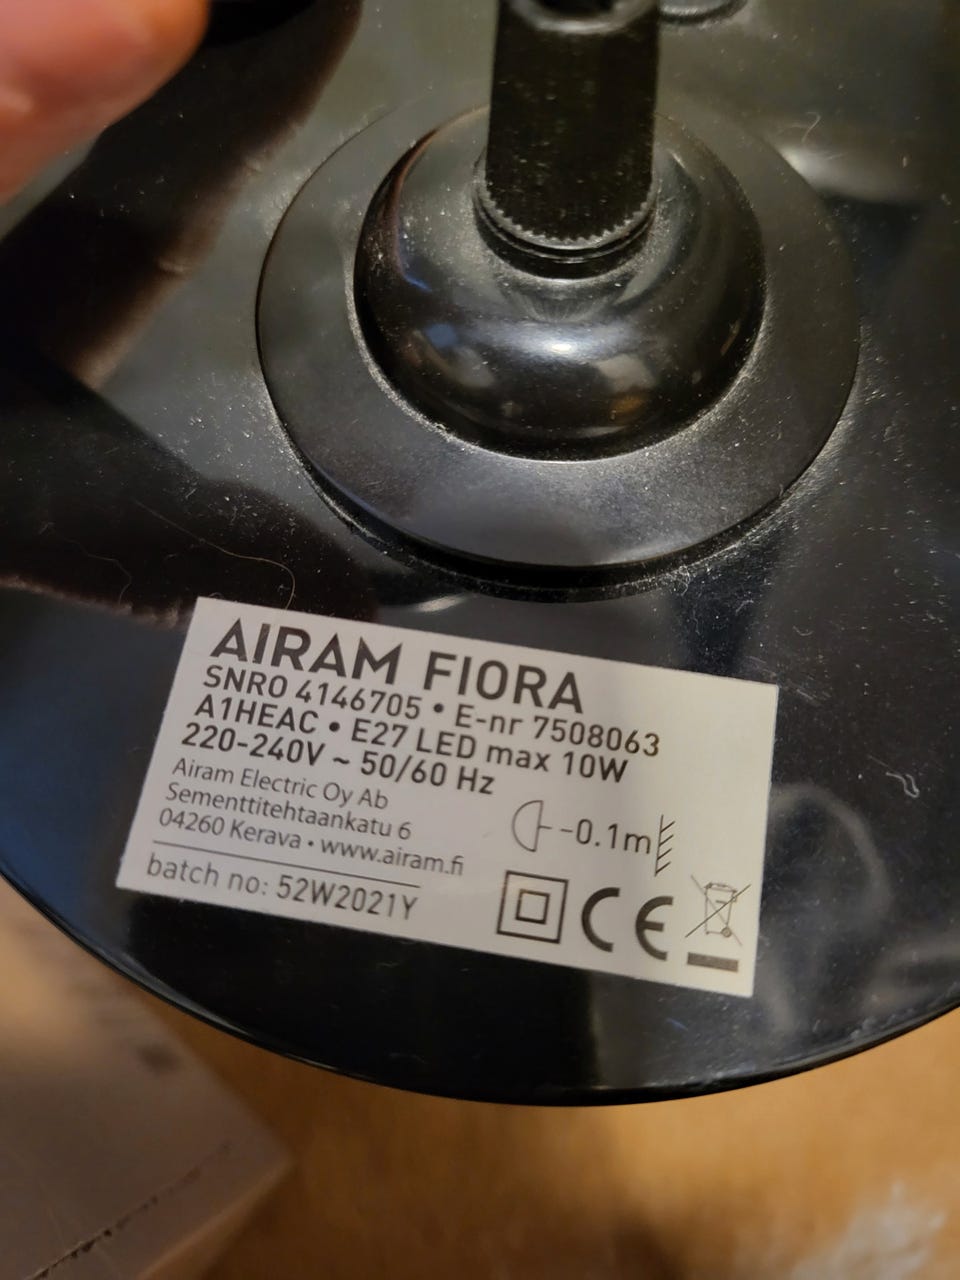 AIRAM FIORA
SNRO 4146705 • E-nr 7508063
A1HEAC • E27 LED max 10W
220-240V ~ 50/60 Hz
Airam Electric Oy Ab
Sementtitehtaankatu 6
04260 Kerava • www.airam.fi
batch no: 52W2021Y
0.1m
CE